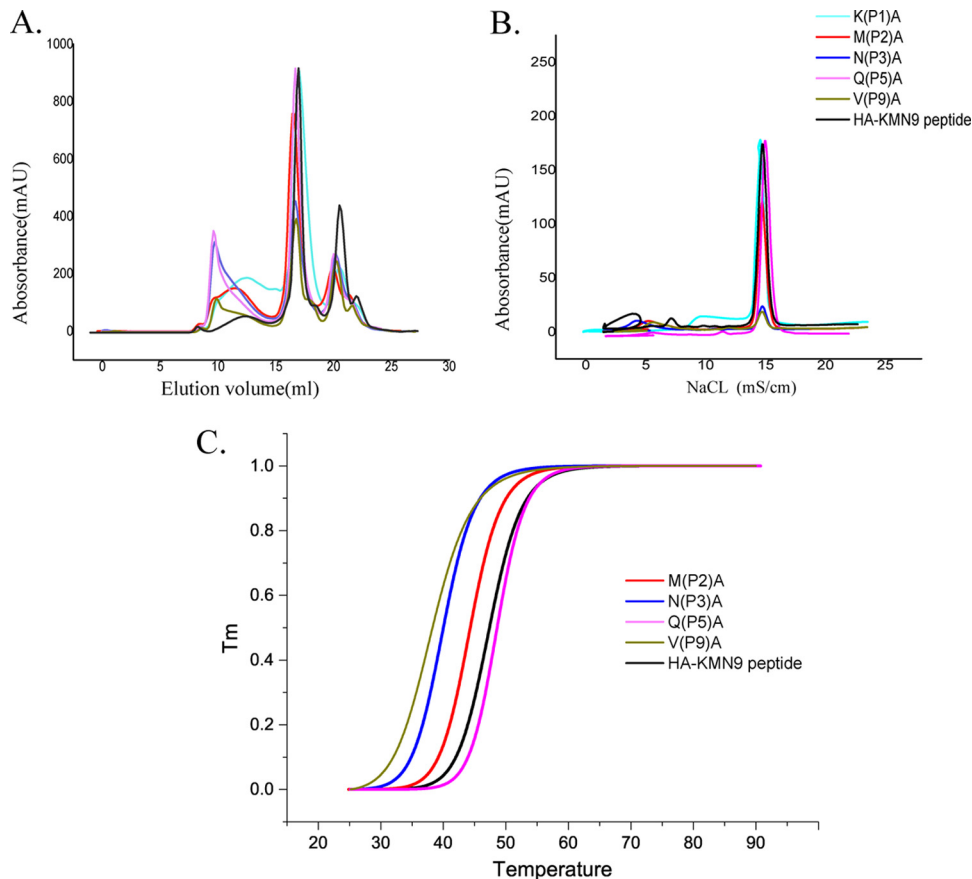 A.
1000
800
600
400
200
0
Abosorbance(mAU)
0 5 10 15 20 25 30
Elution volume(ml)
B.
250
200
150
100
50
0
Abosorbance(mAU)
0 5 10 15 20 25
NaCL (mS/cm)
K(P1)A
M(P2)A
N(P3)A
Q(P5)A
V(P9)A
HA-KMN9 peptide
C.
1.0
0.8
0.6
0.4
0.2
0.0
Tm
20 30 40 50 60 70 80 90
Temperature
M(P2)A
N(P3)A
Q(P5)A
V(P9)A
HA-KMN9 peptide